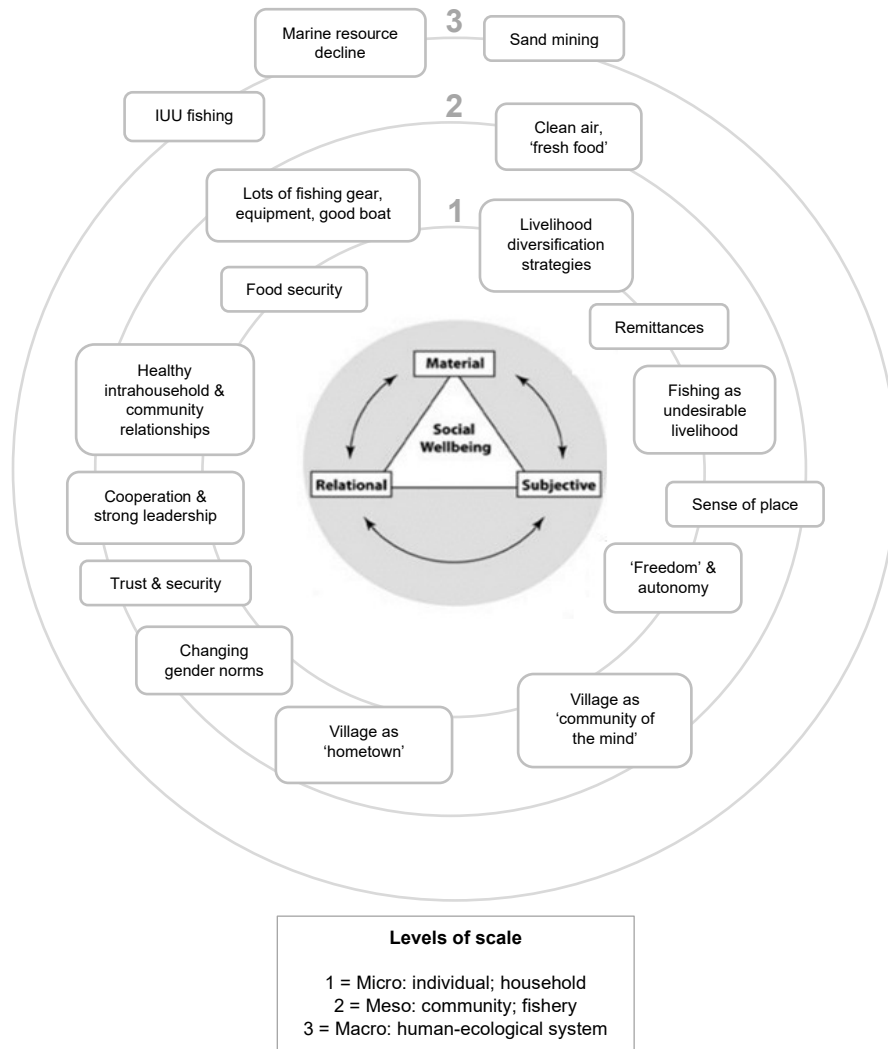 3
Marine resource
decline
Sand mining
IUU fishing
2
Clean air,
‘fresh food’
Lots of fishing gear,
equipment, good boat
1
Livelihood
diversification
strategies
Food security
Remittances
Healthy
intrahousehold &
community
relationships
Material
Social
Wellbeing
Relational
Subjective
Fishing as
undesirable
livelihood
Cooperation &
strong leadership
Sense of place
Trust & security
‘Freedom’ &
autonomy
Changing
gender norms
Village as
‘hometown’
Village as
‘community of
the mind’
Levels of scale
1 = Micro: individual; household
2 = Meso: community; fishery
3 = Macro: human-ecological system